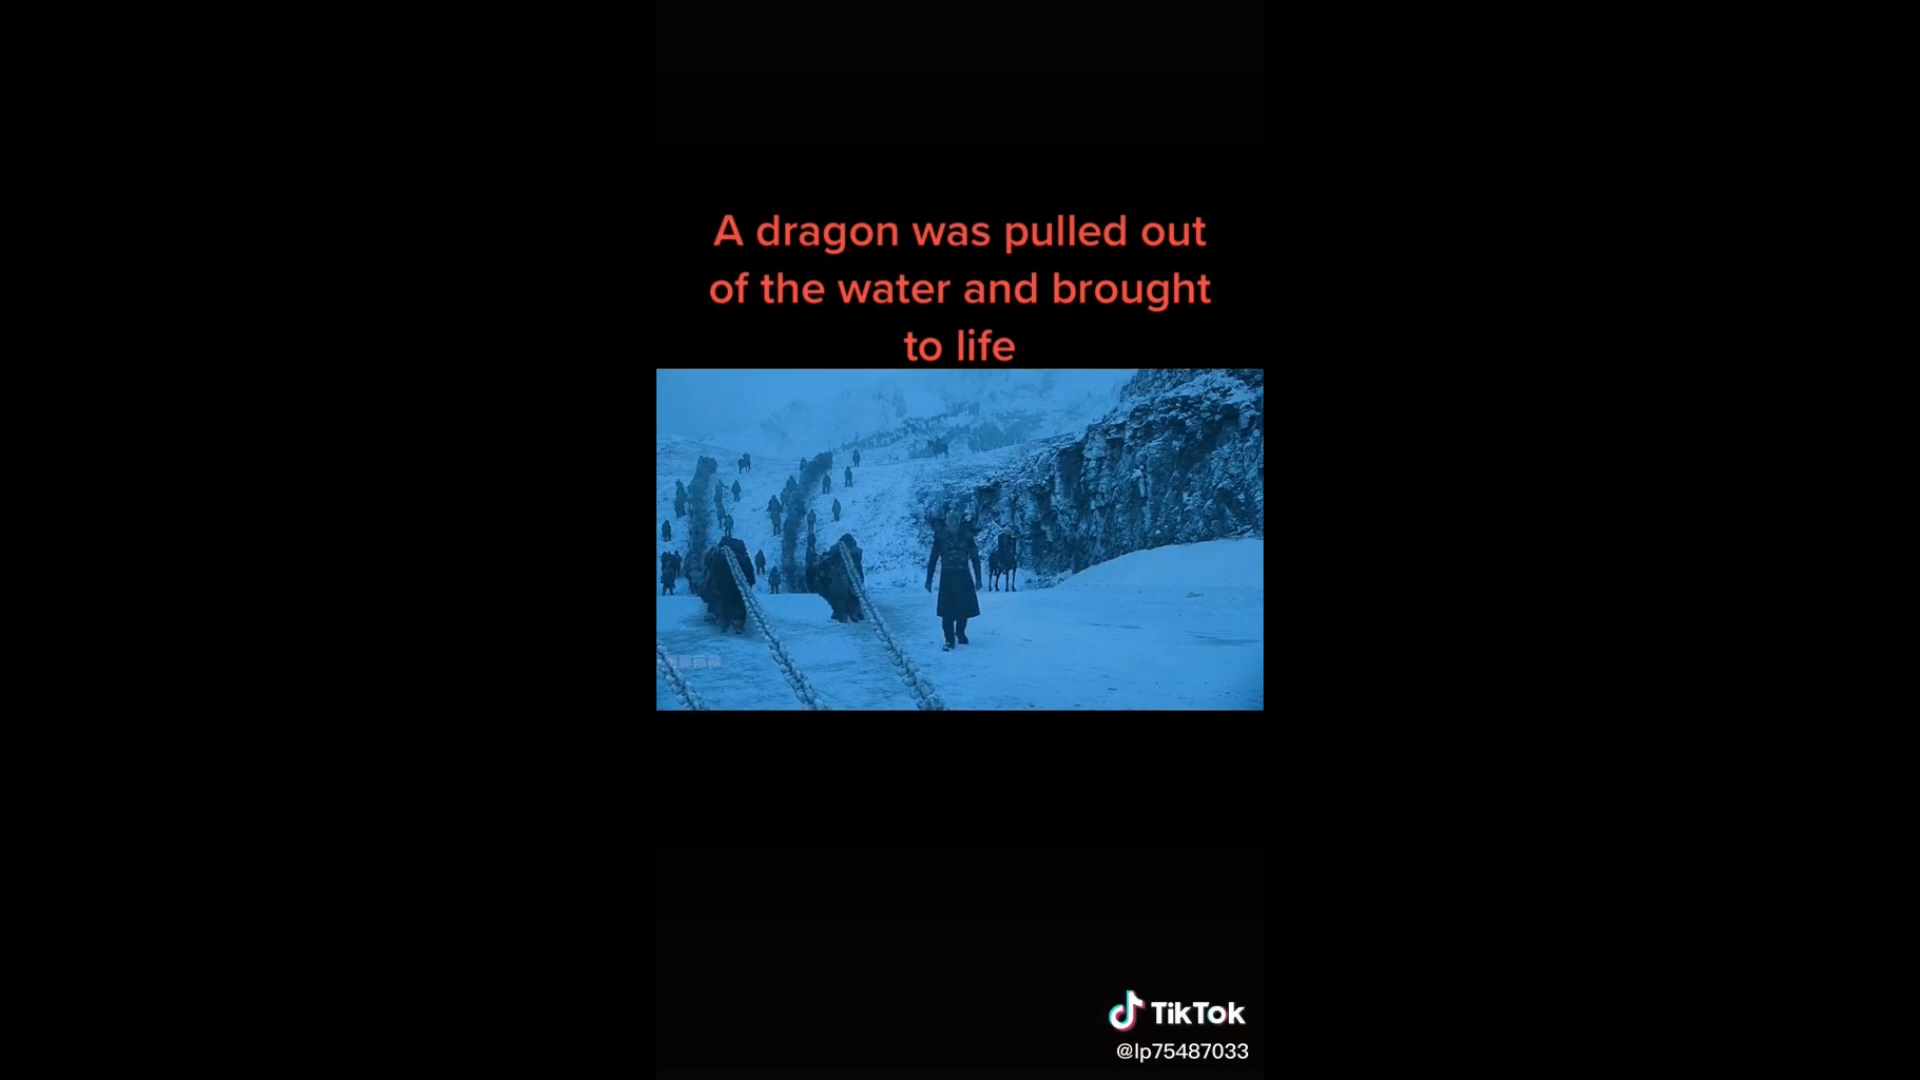 A dragon was pulled out
of the water and brought
to life
TikTok
@lp75487033